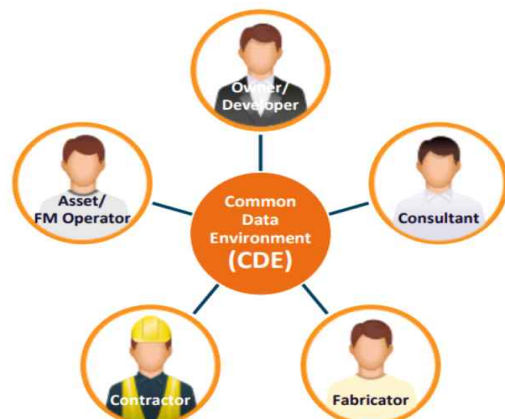 Owner/
Developer
Asset/
FM Operator
Common
Data
Environment
(CDE)
Consultant
Contractor
Fabricator